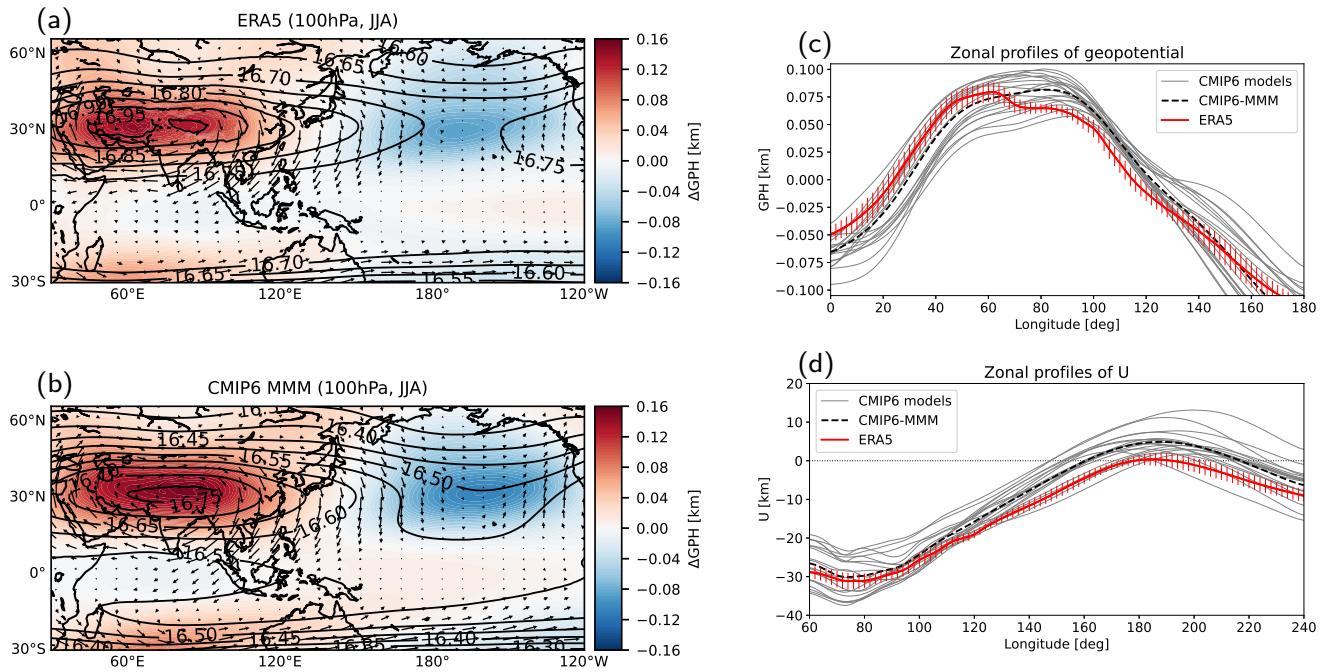 (a)
ERA5 (100hPa, JJA)
60°N
30°N
0°
30°S
60°E
120°E
180°
120°W
16.65
16.60
16.70
16.80
16.95
16.85
16.75
16.70
16.65
16.55
16.60
0.16
0.12
0.08
0.04
0.00
−0.04
−0.08
−0.12
−0.16
ΔGPH [km]
(b)
CMIP6 MMM (100hPa, JJA)
60°N
30°N
0°
30°S
60°E
120°E
180°
120°W
16.45
16.40
16.55
16.50
16.75
16.65
16.60
16.55
16.50
16.45
16.40
16.40
0.16
0.12
0.08
0.04
0.00
−0.04
−0.08
−0.12
−0.16
ΔGPH [km]
(c)
Zonal profiles of geopotential
0.100
0.075
0.050
0.025
0.000
−0.025
−0.050
−0.075
−0.100
GPH [km]
0
20
40
60
80
100
120
140
160
180
Longitude [deg]
CMIP6 models
CMIP6-MMM
ERA5
(d)
Zonal profiles of U
20
10
0
−10
−20
−30
−40
U [km]
60
80
100
120
140
160
180
200
220
240
Longitude [deg]
CMIP6 models
CMIP6-MMM
ERA5